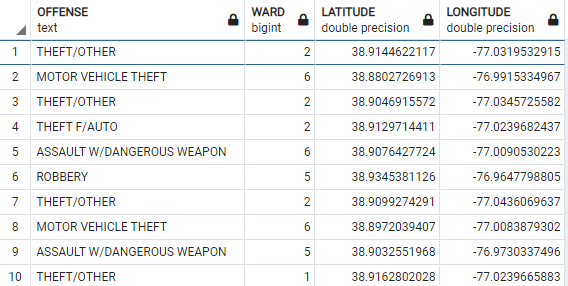 OFFENSE WARD LATITUDE LONGITUDE
text bigint double precision double precision
1 THEFT/OTHER 2 38.9144622117 -77.0319532915
2 MOTOR VEHICLE THEFT 6 38.8802726913 -76.9915334967
3 THEFT/OTHER 2 38.9046915572 -77.0345725582
4 THEFT F/AUTO 2 38.9129714411 -77.0239682437
5 ASSAULT W/DANGEROUS WEAPON 6 38.9076427724 -77.0090530223
6 ROBBERY 5 38.9345381126 -76.9647798805
7 THEFT/OTHER 2 38.9099274291 -77.0436069637
8 MOTOR VEHICLE THEFT 6 38.8972039407 -77.0083879302
9 ASSAULT W/DANGEROUS WEAPON 5 38.9032551968 -76.9730337496
10 THEFT/OTHER 1 38.9162802028 -77.0239665883